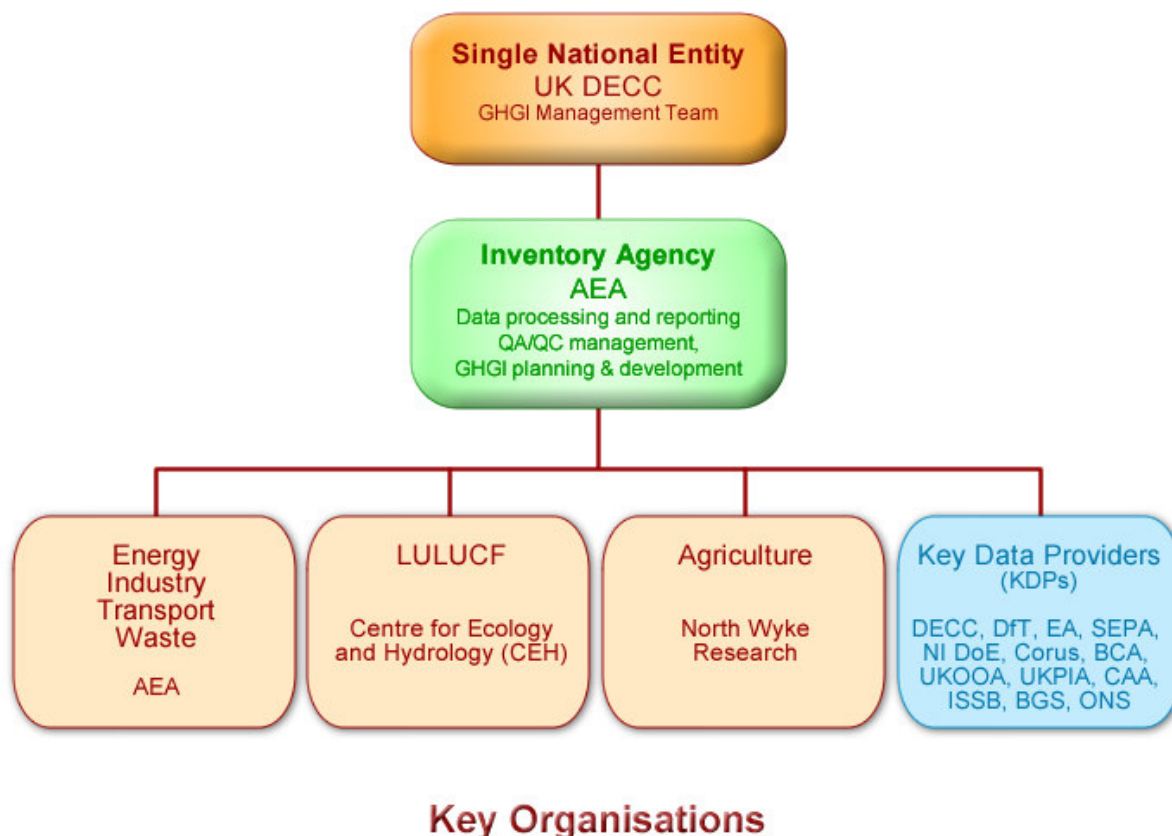 Single National Entity
UK DECC
GHGI Management Team
Inventory Agency
AEA
Data processing and reporting
QA/QC management,
GHGI planning & development
Energy
Industry
Transport
Waste
AEA
LULUCF
Centre for Ecology
and Hydrology (CEH)
Agriculture
North Wyke
Research
Key Data Providers
(KDPs)
DECC, DfT, EA, SEPA,
NI DoE, Corus, BCA,
UKOOA, UKPIA, CAA,
ISSB, BGS, ONS
Key Organisations